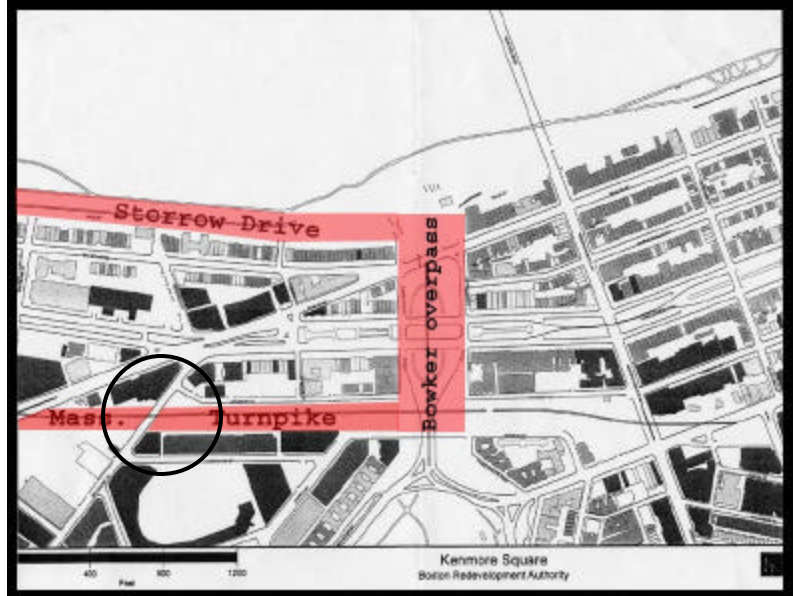 Storrow Drive
Bowker overpass
Mass. Turnpike
400 800 1200
Feet
Kenmore Square
Boston Redevelopment Authority